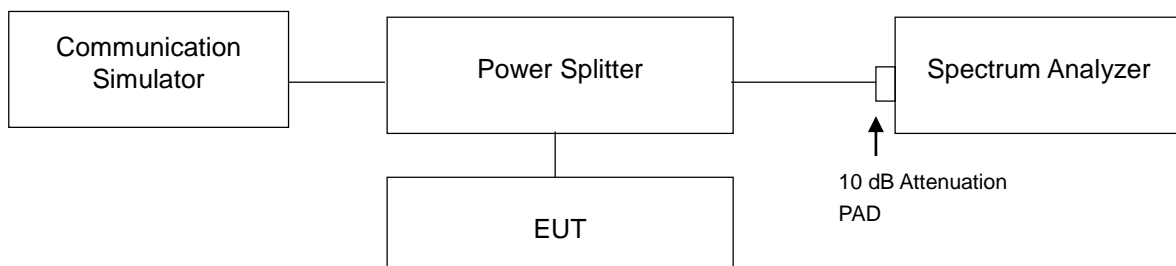 Communication
Simulator
Power Splitter
Spectrum Analyzer
10 dB Attenuation
PAD
EUT